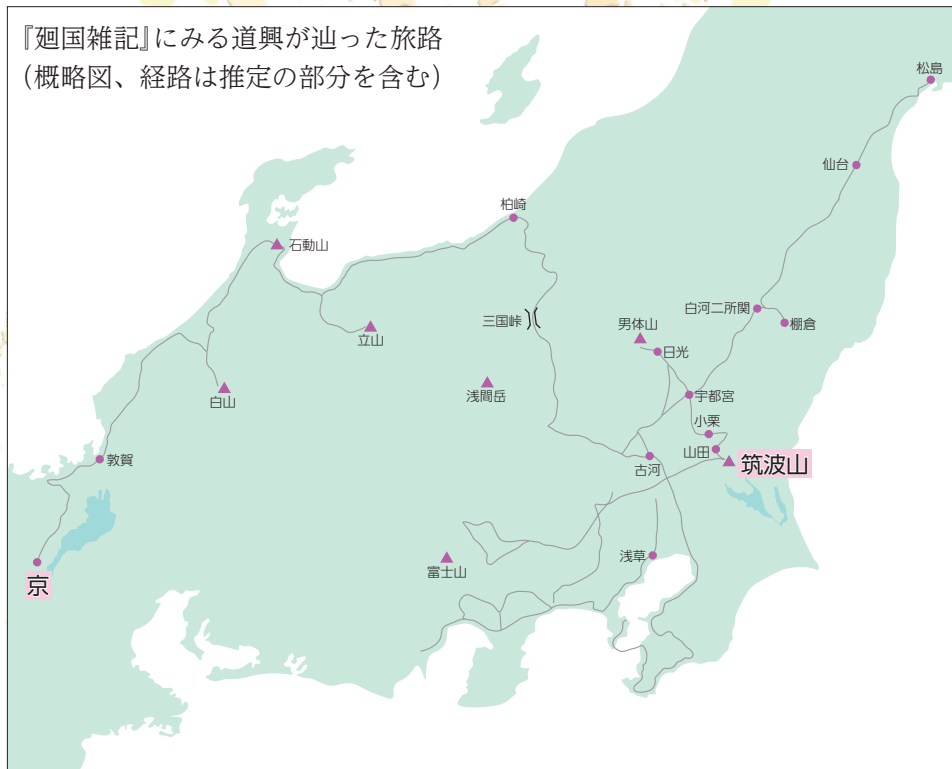 『廻国雑記』にみる道興が辿った旅路
(概略図、経路は推定の部分を含む)
松島
仙台
柏崎
石動山
白河二所関
三国峠
男体山
棚倉
立山
日光
浅間岳
白山
宇都宮
小栗
山田
筑波山
敦賀
古河
浅草
富士山
京